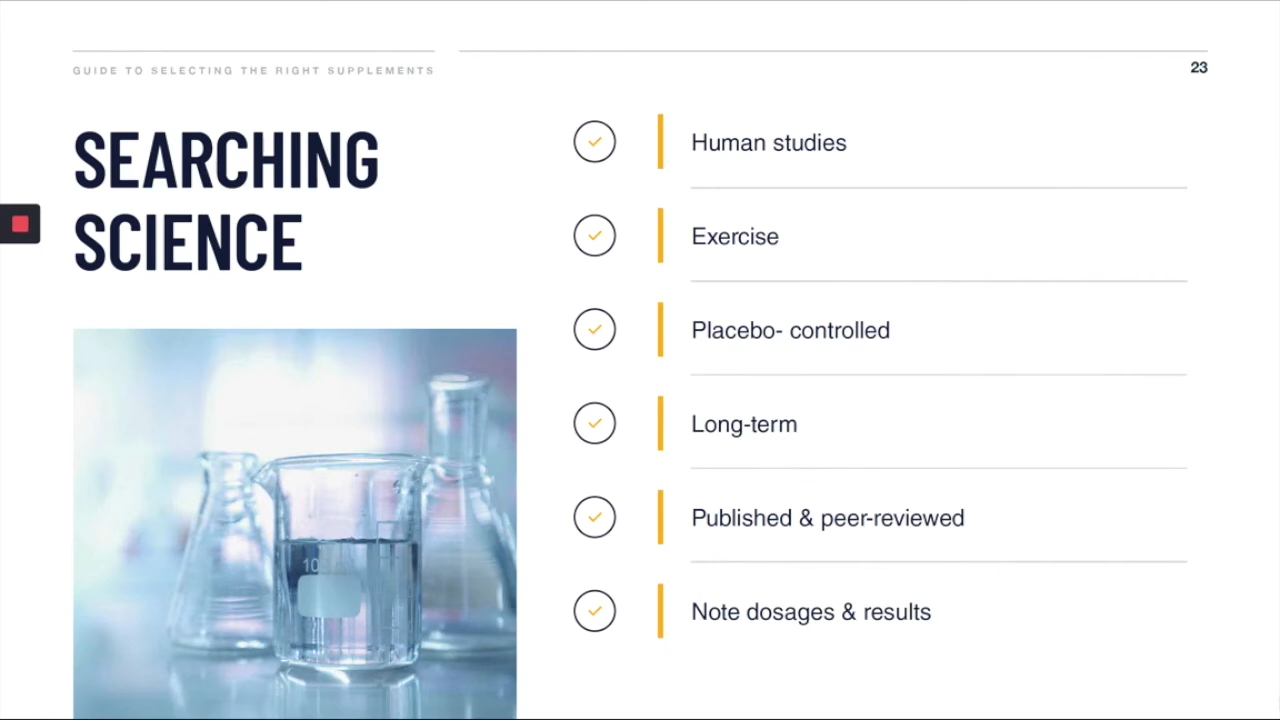 GUIDE TO SELECTING THE RIGHT SUPPLEMENTS
23
SEARCHING
SCIENCE
Human studies
Exercise
Placebo- controlled
Long-term
Published & peer-reviewed
Note dosages & results